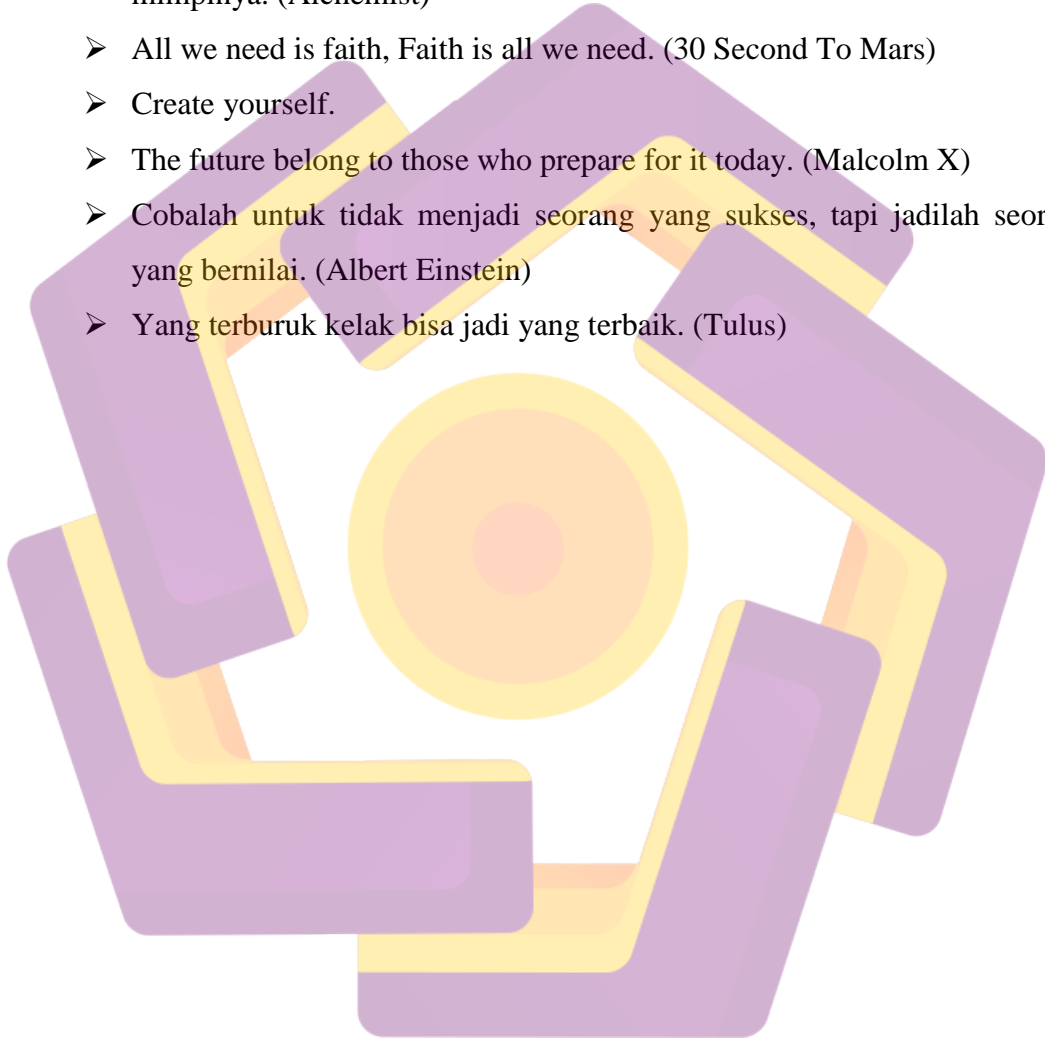 ➢ All we need is faith, Faith is all we need. (30 Second To Mars)
➢ Create yourself.
➢ The future belong to those who prepare for it today. (Malcolm X)
➢ Cobalah untuk tidak menjadi seorang yang sukses, tapi jadilah
yang bernilai. (Albert Einstein)
➢ Yang terburuk kelak bisa jadi yang terbaik. (Tulus)